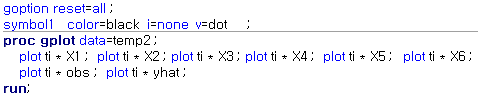 goption reset=all ;
symbol1   color=black  i=none  v=dot    ;
proc gplot data=temp2;
    plot ti * X1 ;  plot ti * X2; plot ti * X3; plot ti * X4;  plot ti * X5;   plot ti * X6;
    plot ti * obs ;  plot ti * yhat;
run;